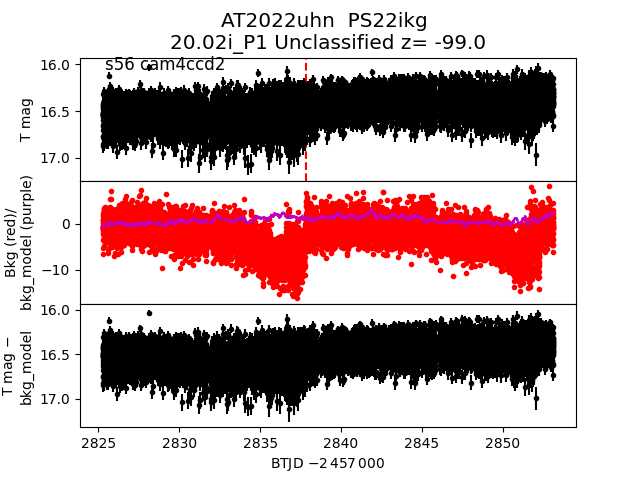 AT2022uhn  PS22ikg
20.02i_P1 Unclassified z= -99.0
s56 cam4ccd2
16.0
16.5
17.0
T mag
0
−10
Bkg (red)/
bkg_model (purple)
16.0
16.5
17.0
T mag −
bkg_model
2825
2830
2835
2840
2845
2850
BTJD −2 457 000